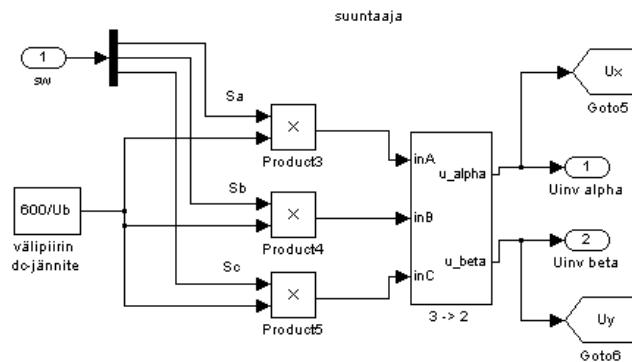 suuntaaja
1
sw
Sa
×
Product3
Sb
×
Product4
Sc
×
Product5
600/Ub
välipiirin
dc-jännite
inA
inB
inC
u_alpha
u_beta
3 -> 2
Ux
Goto5
1
Uinv alpha
2
Uinv beta
Uy
Goto6